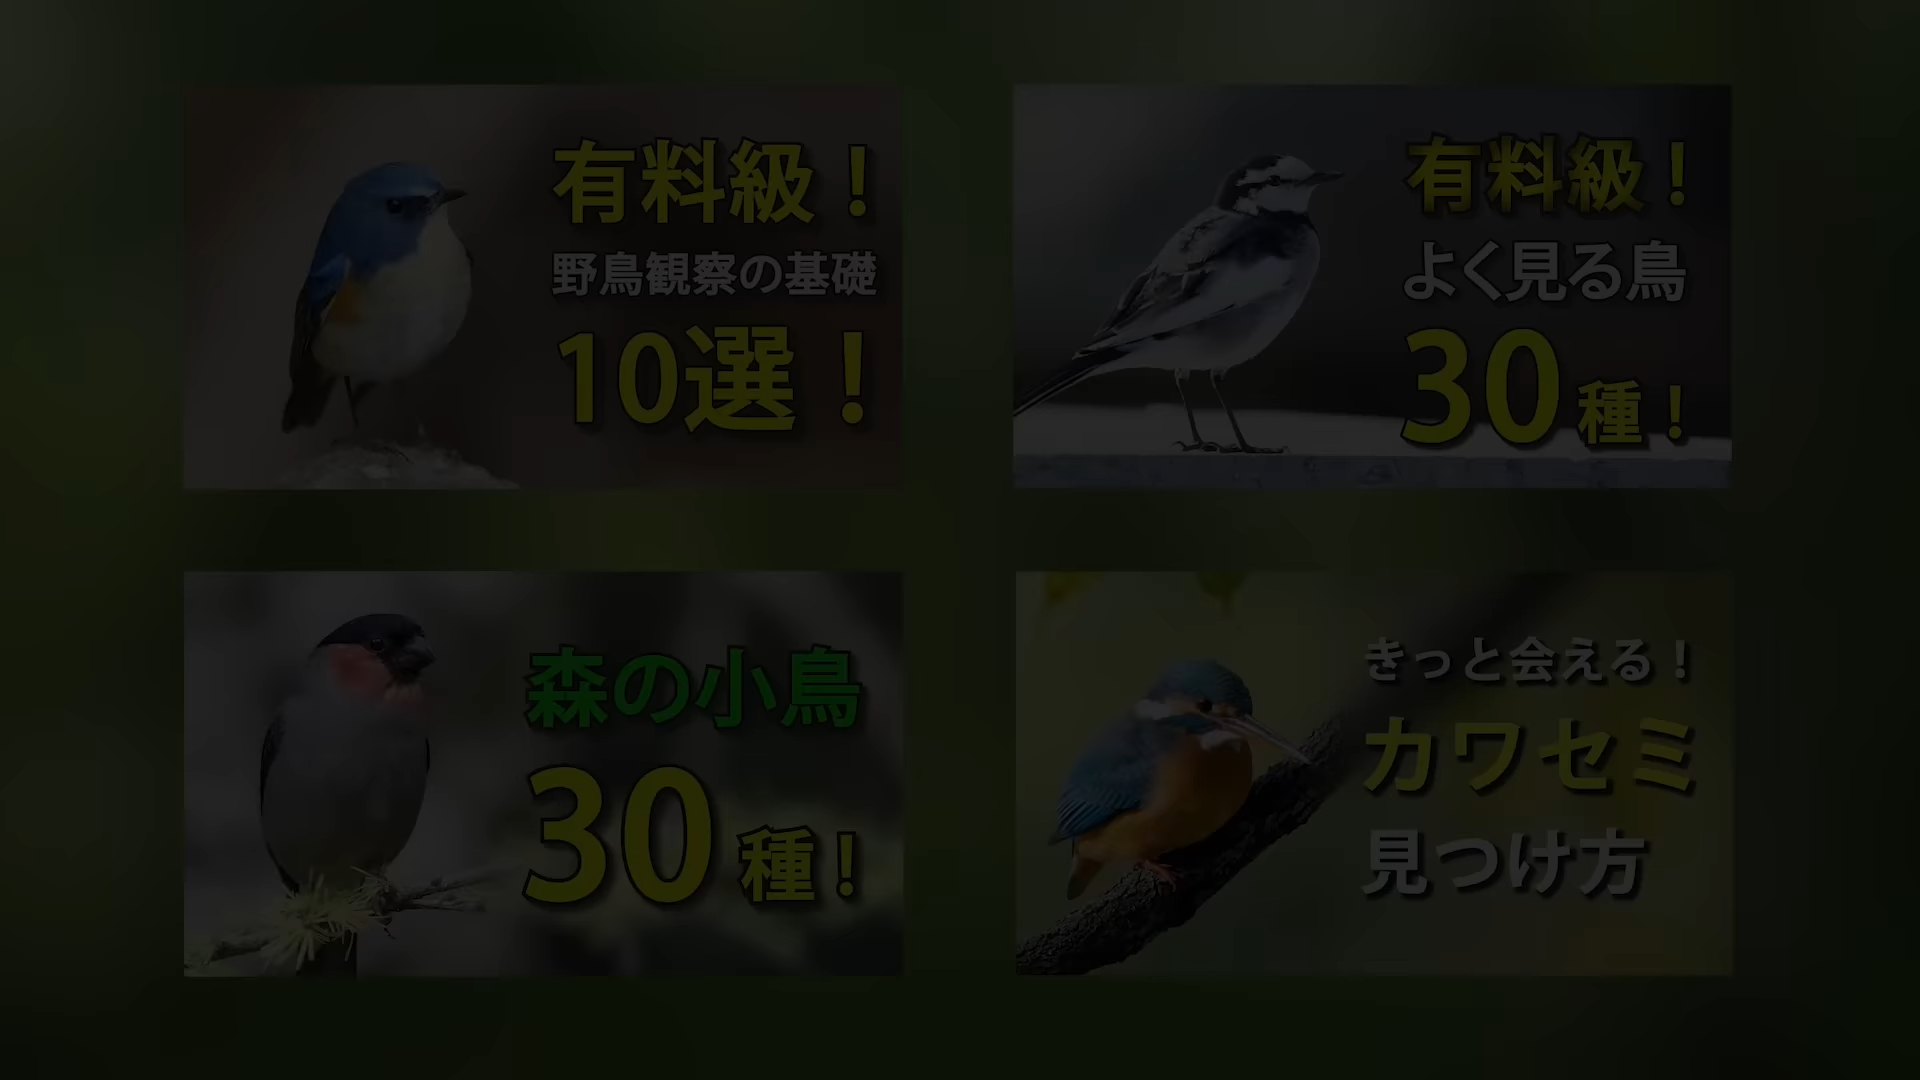 有料級！
野鳥観察の基礎
10選！
有料級！
よく見る鳥
30種！
森の小鳥
30種！
きっと会える！
カワセミ
見つけ方